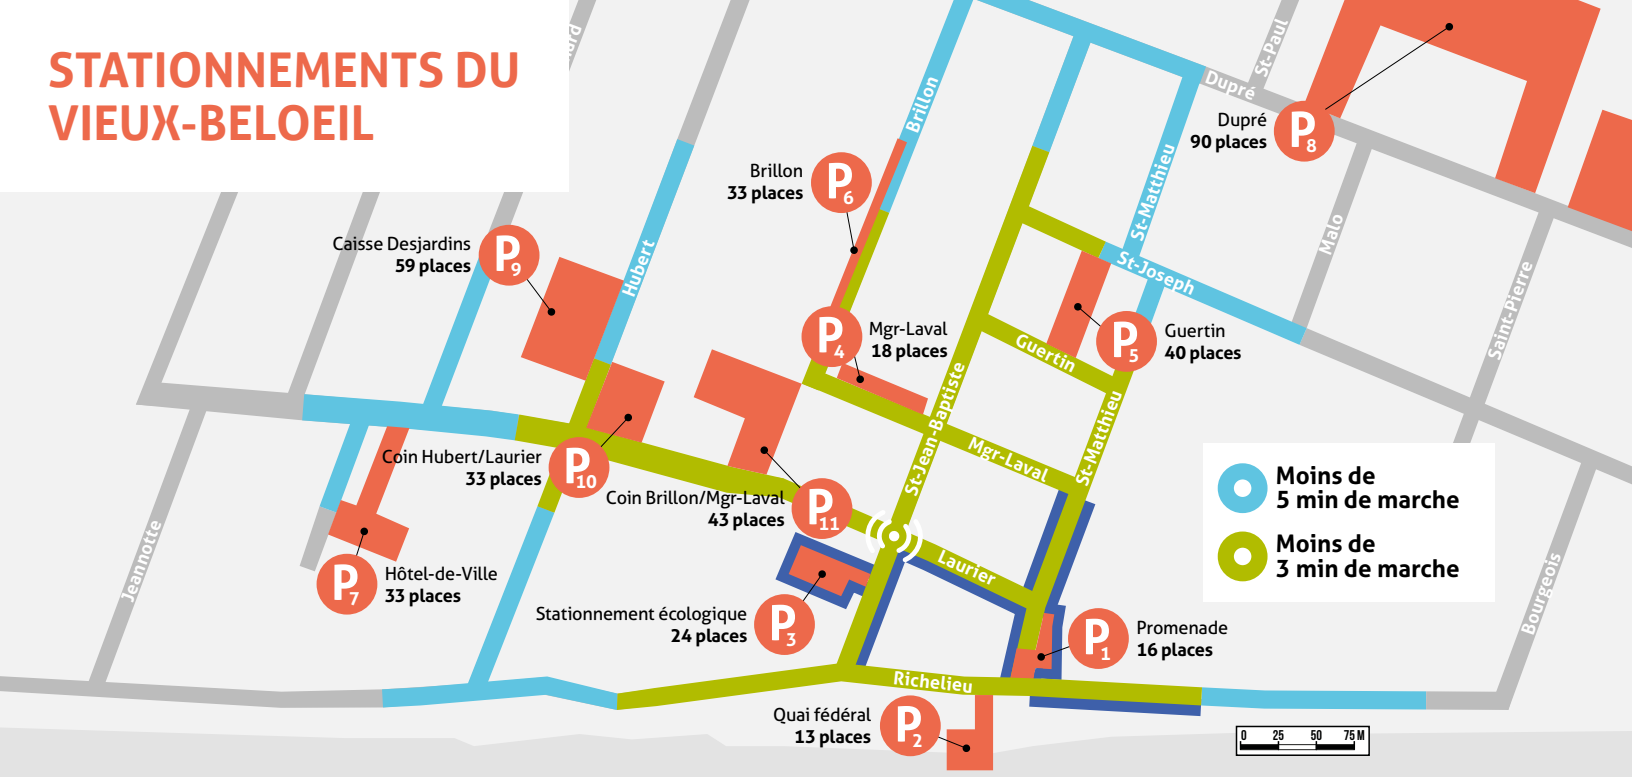 STATIONNEMENTS DU
VIEUX-BELOEIL
St-Paul
Dupré
Dupré
90 places
P8
Brillon
Brillon
33 places
P6
St-Matthieu
Malo
Caisse Desjardins
59 places
P9
Hubert
St-Joseph
Saint-Pierre
P4
Mgr-Laval
18 places
Guertin
P5
Guertin
40 places
St-Jean-Baptiste
St-Matthieu
Mgr-Laval
Coin Hubert/Laurier
33 places
P10
Coin Brillon/Mgr-Laval
43 places
P11
Moins de
5 min de marche
Moins de
3 min de marche
Jeannotte
Laurier
Bourgeois
P7
Hôtel-de-Ville
33 places
Stationnement écologique
24 places
P3
P1
Promenade
16 places
Richelieu
Quai fédéral
13 places
P2
0 25 50 75 M